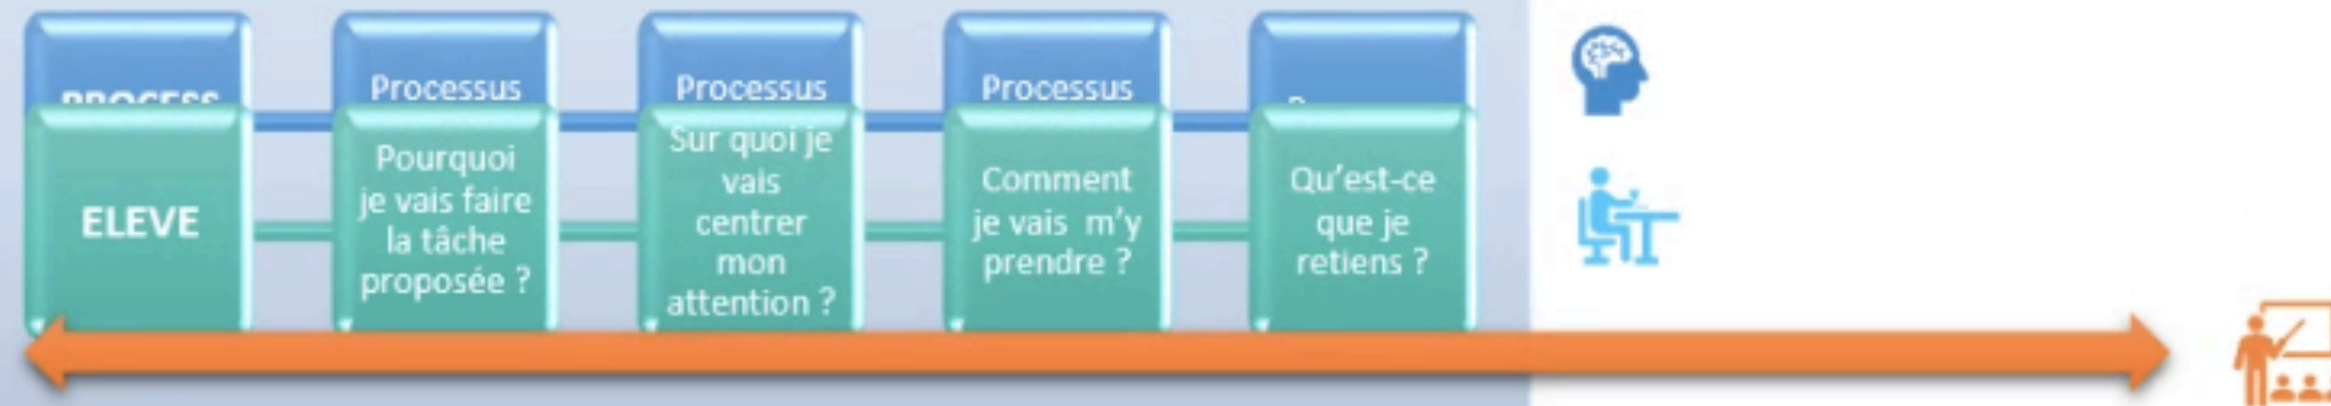 PROCESS
Processus
Processus
Processus
ELEVE
Pourquoi
je vais faire
la tâche
proposée ?
Sur quoi je
vais
centrer
mon
attention ?
Comment
je vais m'y
prendre ?
Qu'est-ce
que je
retiens ?